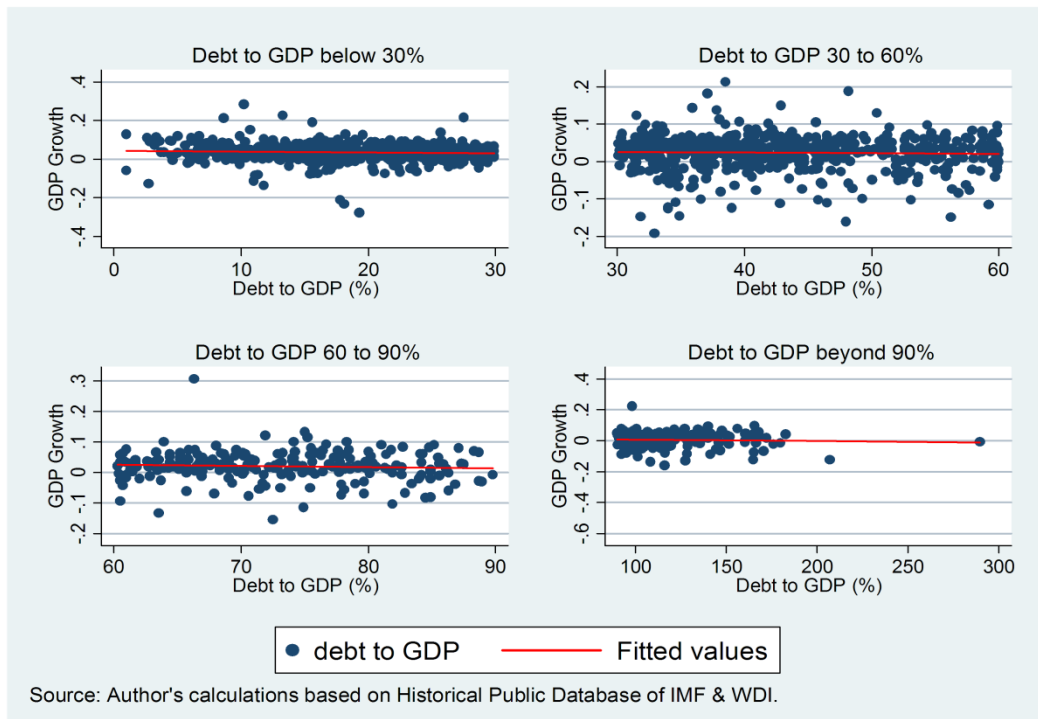 Debt to GDP below 30%
GDP Growth
.4
.2
0
-.2
-.4
0 10 20 30
Debt to GDP (%)
Debt to GDP 30 to 60%
GDP Growth
.2
.1
0
-.1
-.2
30 40 50 60
Debt to GDP (%)
Debt to GDP 60 to 90%
GDP Growth
.3
.2
.1
0
-.1
-.2
60 70 80 90
Debt to GDP (%)
Debt to GDP beyond 90%
GDP Growth
.4
.2
0
-.2
-.4
-.6
100 150 200 250 300
Debt to GDP (%)
debt to GDP Fitted values
Source: Author's calculations based on Historical Public Database of IMF & WDI.